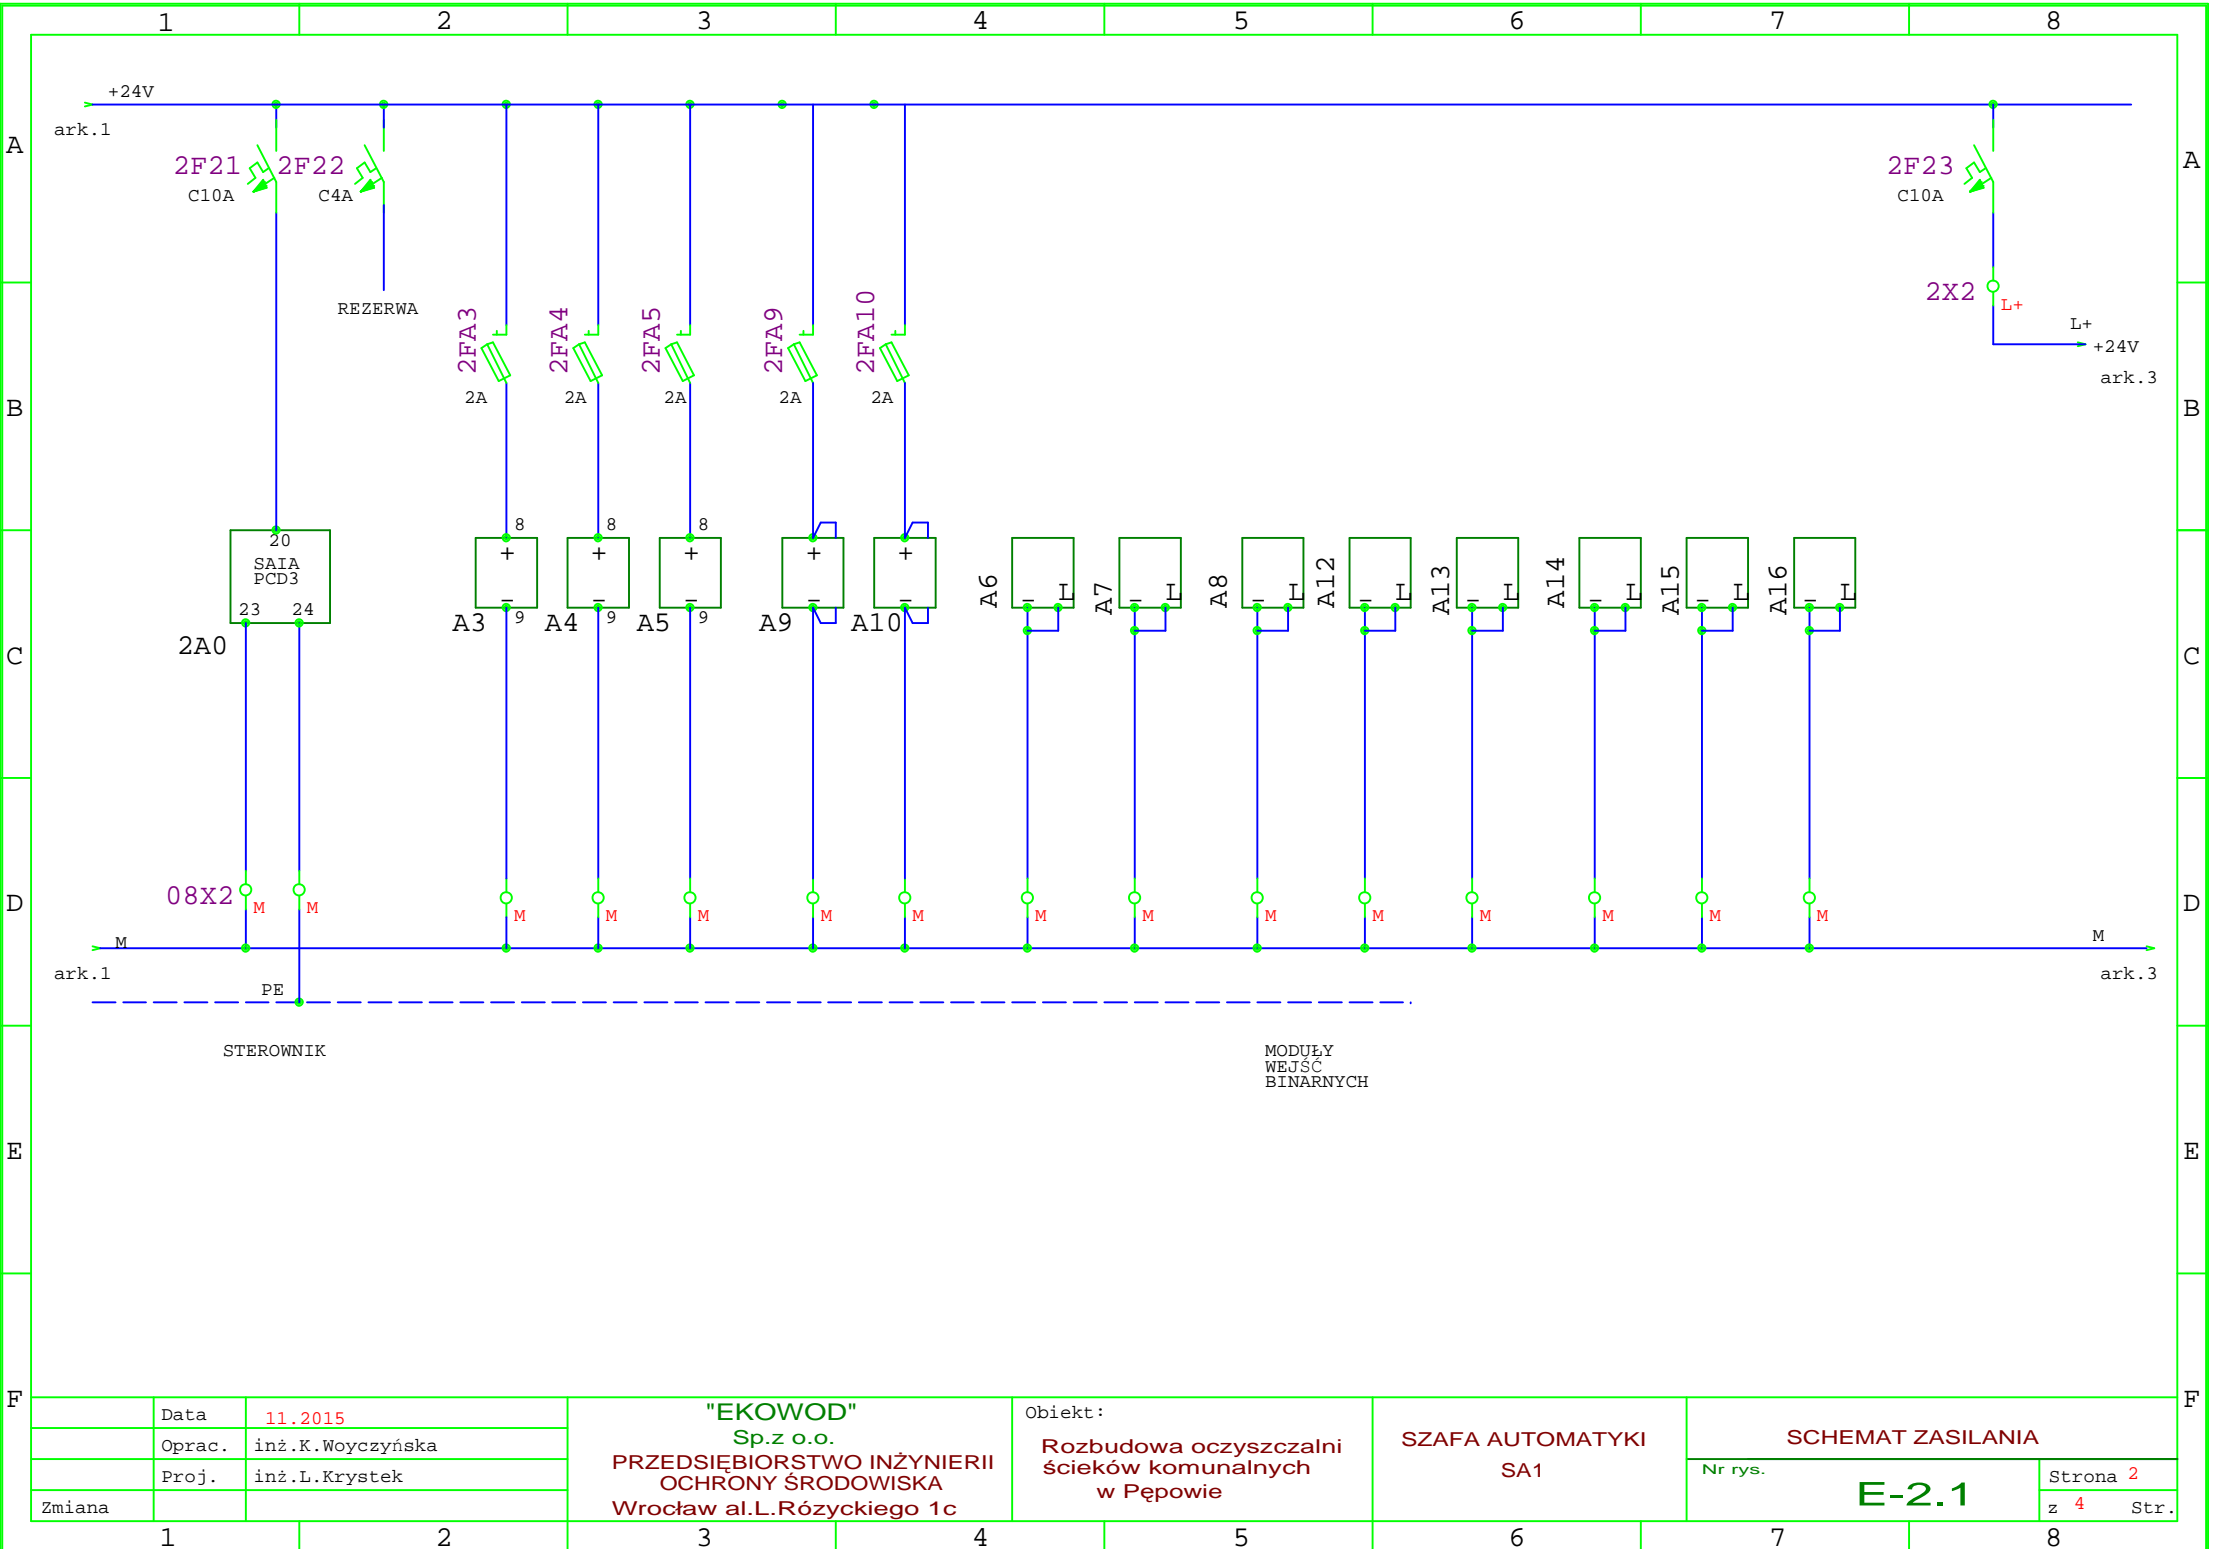 1 2 3 4 5 6 7 8
+24V
ark.1
A A
2F21 2F22 2F23
C10A C4A C10A
REZERWA
2X2 L+
L+
+24V
ark.3
2FA3 2FA4 2FA5 2FA9 2FA10
2A 2A 2A 2A 2A
B B
8 8 8
20
SAIA
PCD3
23 24
+ + + + +
- - - - -
9 9 9
2A0
A3 A4 A5 A9 A10
A6 A7 A8 A12 A13 A14 A15 A16
- L - L - L - L - L - L - L - L
C C
08X2 M M M M M M M M M M M M M M M
D D
M M
ark.1 ark.3
PE
STEROWNIK
MODUŁY
WEJŚĆ
BINARNYCH
E E
F F
Data 11.2015
Oprac. inż.K.Woyczyńska
Proj. inż.L.Krystek
Zmiana
"EKOWOD"
Sp.z o.o.
PRZEDSIĘBIORSTWO INŻYNIERII
OCHRONY ŚRODOWISKA
Wrocław al.L.Rózyckiego 1c
Obiekt:
Rozbudowa oczyszczalni
ścieków komunalnych
w Pępowie
SZAFA AUTOMATYKI
SA1
SCHEMAT ZASILANIA
Nr rys.
E-2.1
Strona 2
z 4 Str.
1 2 3 4 5 6 7 8